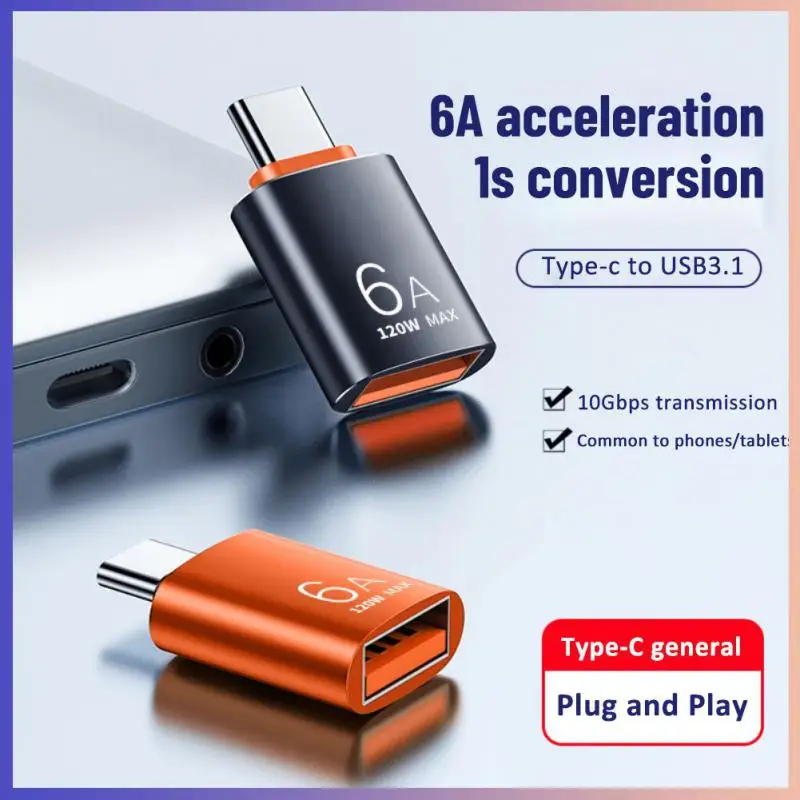 6A acceleration
1s conversion
Type-c to USB3.1
6A
120W MAX
10Gbps transmission
Common to phones/tablets
6A
120W MAX
Type-C general
Plug and Play